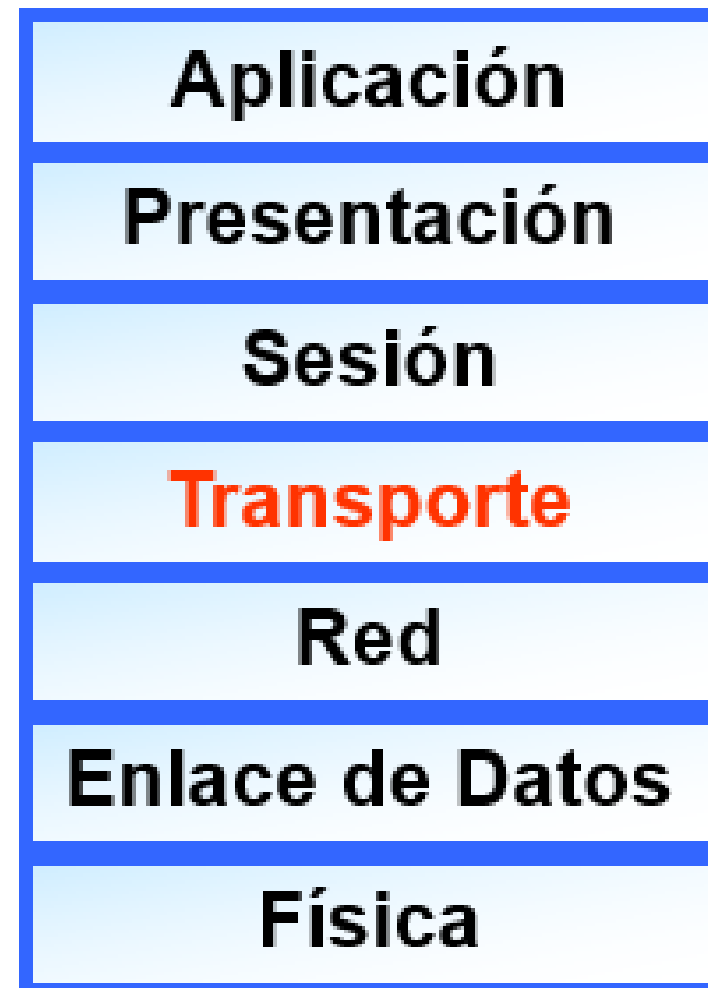 Aplicación
Presentación
Sesión
Transporte
Red
Enlace de Datos
Física